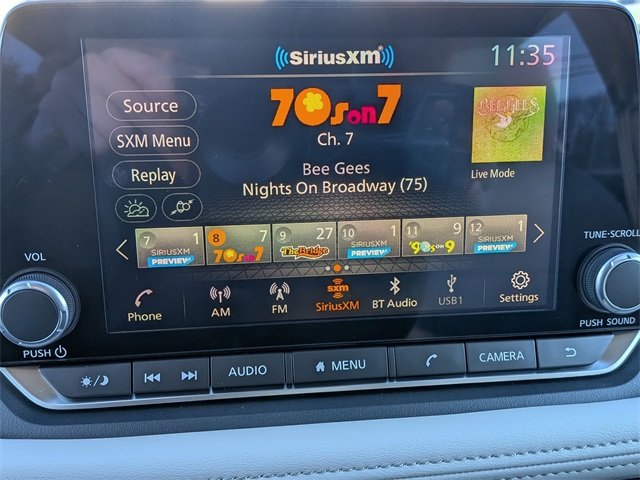 SiriusXM
11:35
70s on 7
Ch. 7
Source
SXM Menu
Replay
Bee Gees
Nights On Broadway (75)
BEE GEES
Live Mode
7 1 SIRIUSXM PREVIEW
8 7 70s on 7
9 27 The Bridge
10 1 SIRIUSXM PREVIEW
11 9 '90s ON 9
12 1 SIRIUSXM PREVIEW
Phone
AM
FM
sxm
SiriusXM
BT Audio
USB1
Settings
VOL
PUSH
TUNE·SCROLL
PUSH SOUND
AUDIO
MENU
CAMERA